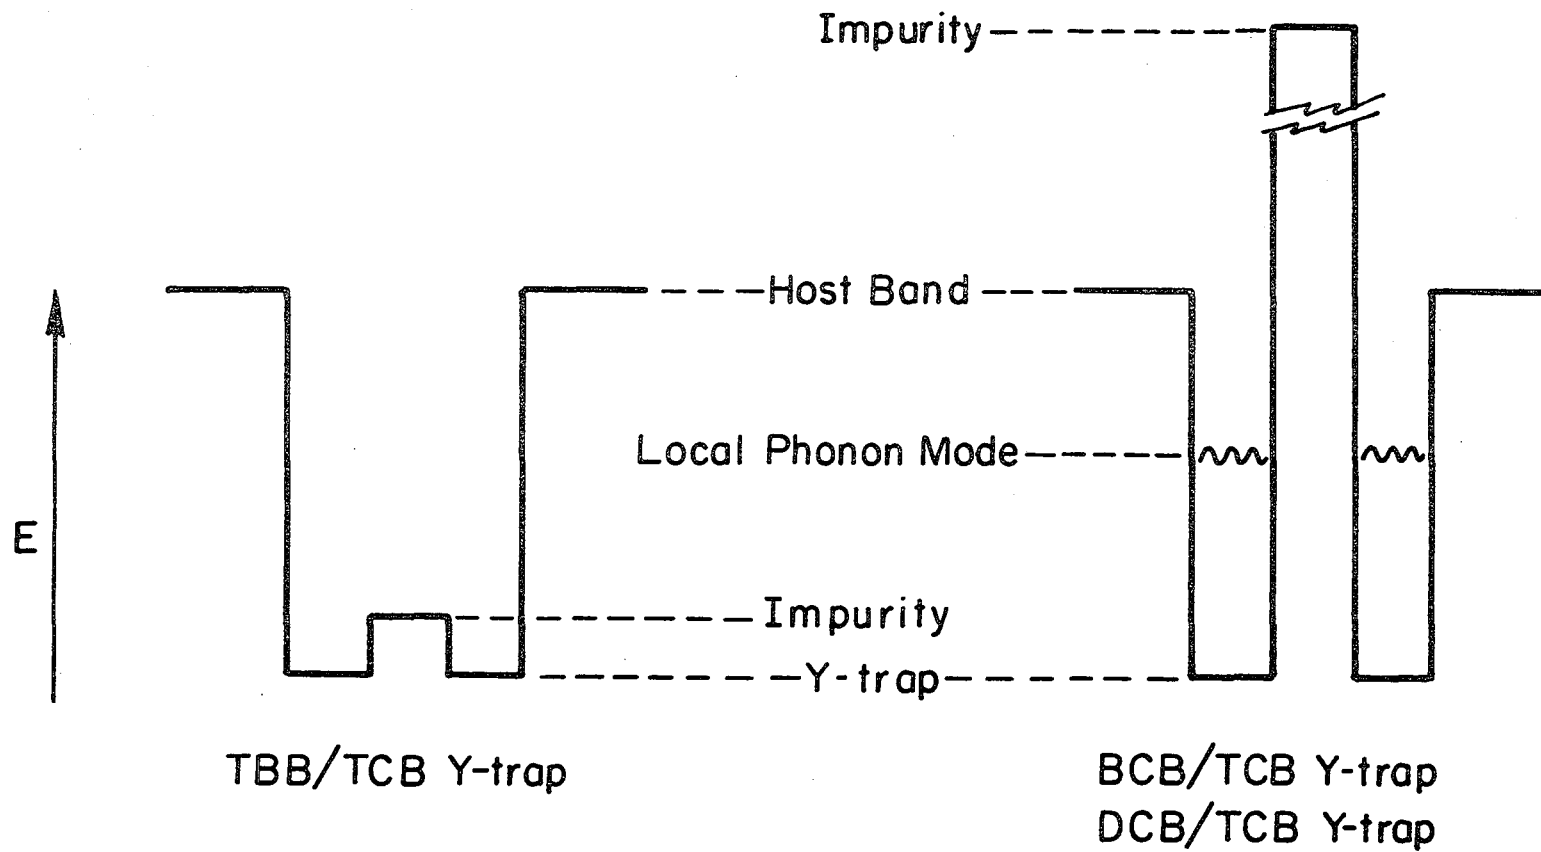 Impurity
Host Band
Local Phonon Mode
E
Impurity
Y-trap
TBB/TCB Y-trap
BCB/TCB Y-trap
DCB/TCB Y-trap